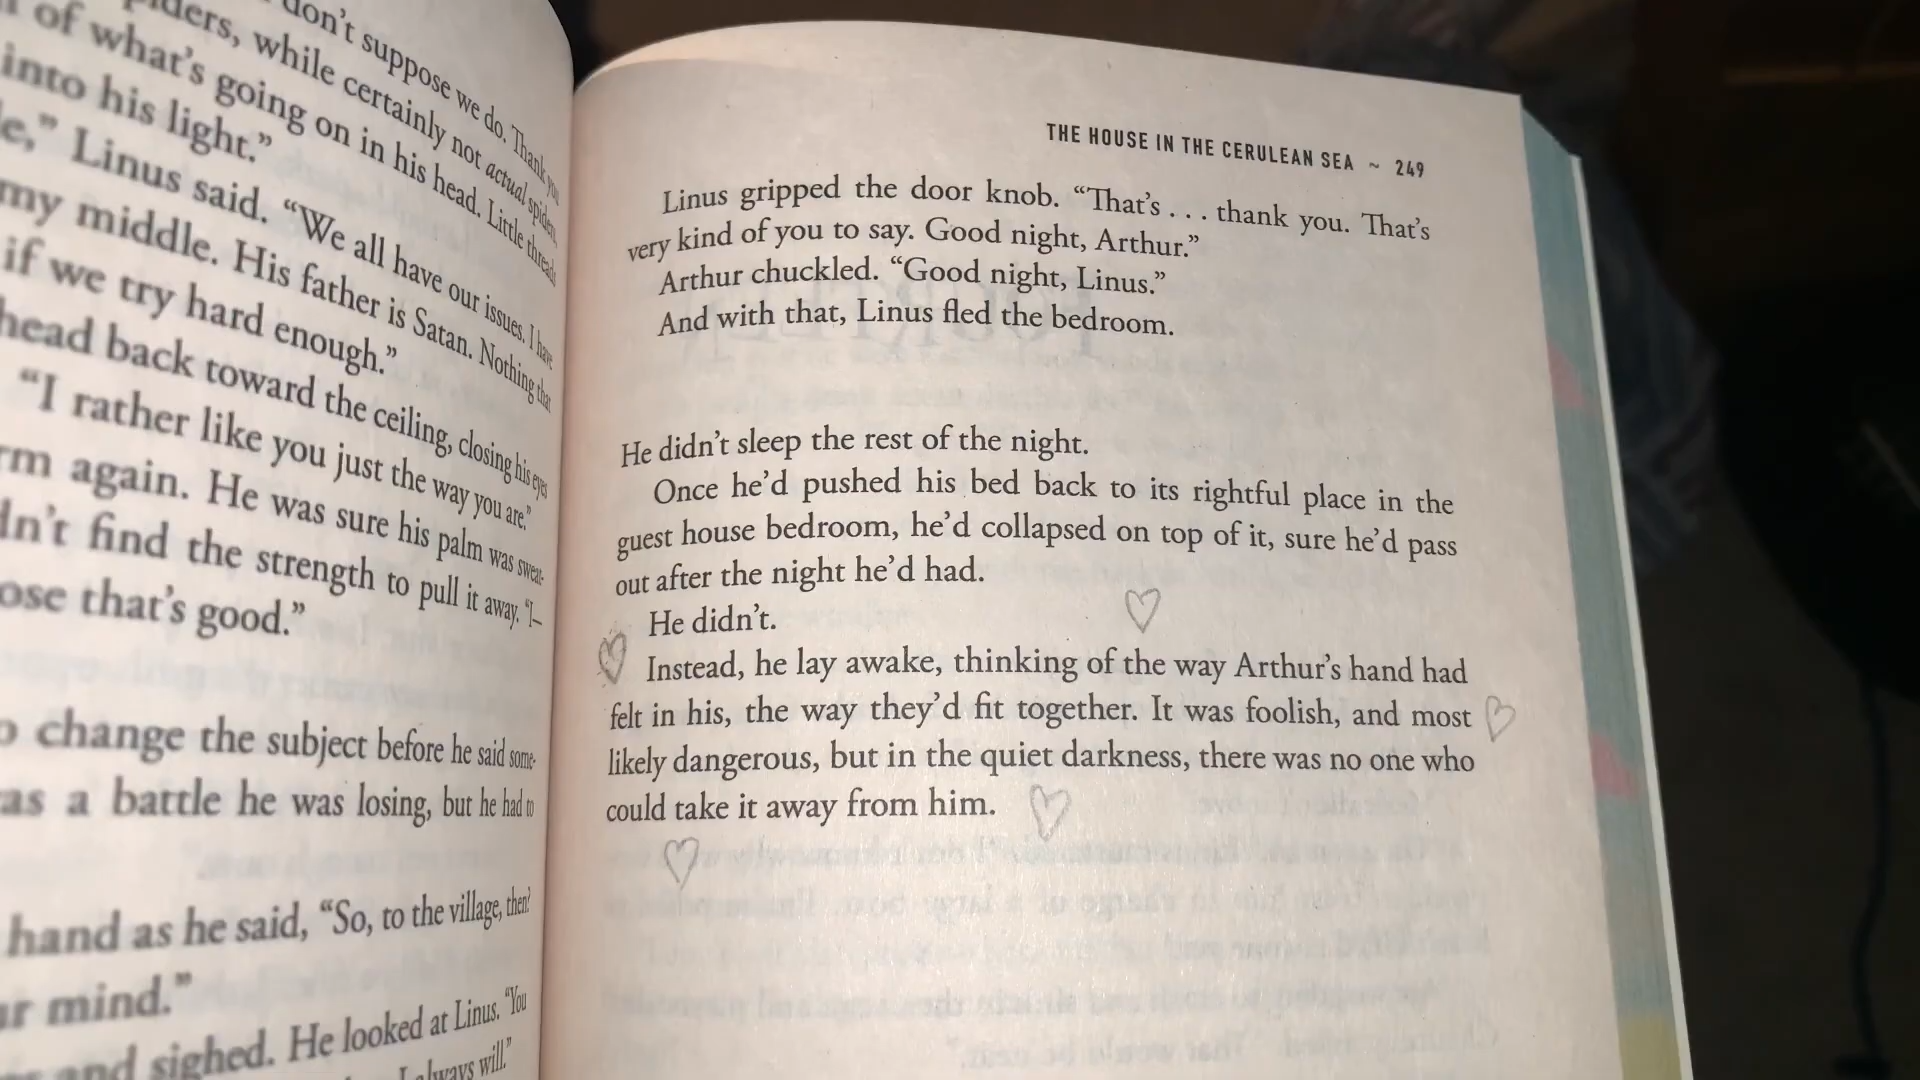 don't suppose we do. Thank you
spiders, while certainly not actual spiders,
of what's going on in his head. Little threads
into his light.”
Linus said. “We all have our issues. I have
my middle. His father is Satan. Nothing that
if we try hard enough.”
head back toward the ceiling, closing his eyes
“I rather like you just the way you are.”
again. He was sure his palm was sweat-
find the strength to pull it away. “I—
that's good.”
change the subject before he said some-
a battle he was losing, but he had to
hand as he said, “So, to the village, then?
mind.”
and sighed. He looked at Linus. “You
I always will.”
THE HOUSE IN THE CERULEAN SEA ~ 249
Linus gripped the door knob. “That's . . . thank you. That's
very kind of you to say. Good night, Arthur.”
Arthur chuckled. “Good night, Linus.”
And with that, Linus fled the bedroom.
He didn't sleep the rest of the night.
Once he'd pushed his bed back to its rightful place in the
guest house bedroom, he'd collapsed on top of it, sure he'd pass
out after the night he'd had.
He didn't.
Instead, he lay awake, thinking of the way Arthur's hand had
felt in his, the way they'd fit together. It was foolish, and most
likely dangerous, but in the quiet darkness, there was no one who
could take it away from him.